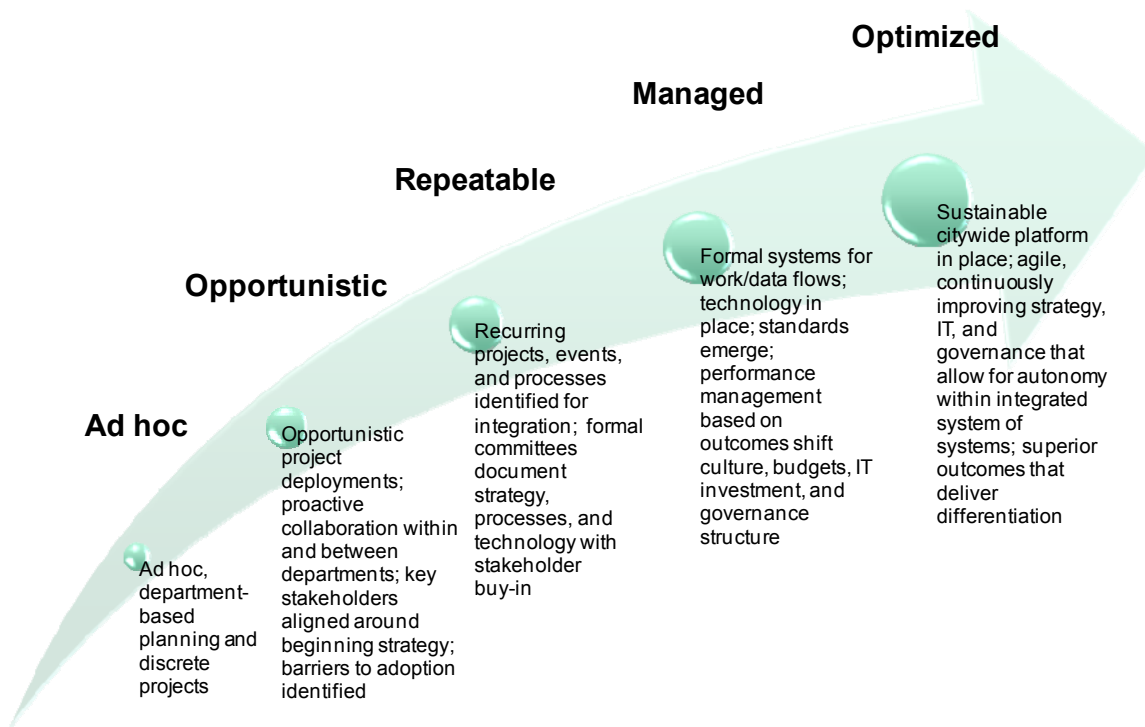 Optimized
Managed
Repeatable
Opportunistic
Ad hoc
Ad hoc,
department-
based
planning and
discrete
projects
Opportunistic
project
deployments;
proactive
collaboration within
and between
departments; key
stakeholders
aligned around
beginning strategy;
barriers to adoption
identified
Recurring
projects, events,
and processes
identified for
integration; formal
committees
document
strategy,
processes, and
technology with
stakeholder
buy-in
Formal systems for
work/data flows;
technology in
place; standards
emerge;
performance
management
based on
outcomes shift
culture, budgets, IT
investment, and
governance
structure
Sustainable
citywide platform
in place; agile,
continuously
improving strategy,
IT, and
governance that
allow for autonomy
within integrated
system of
systems; superior
outcomes that
deliver
differentiation